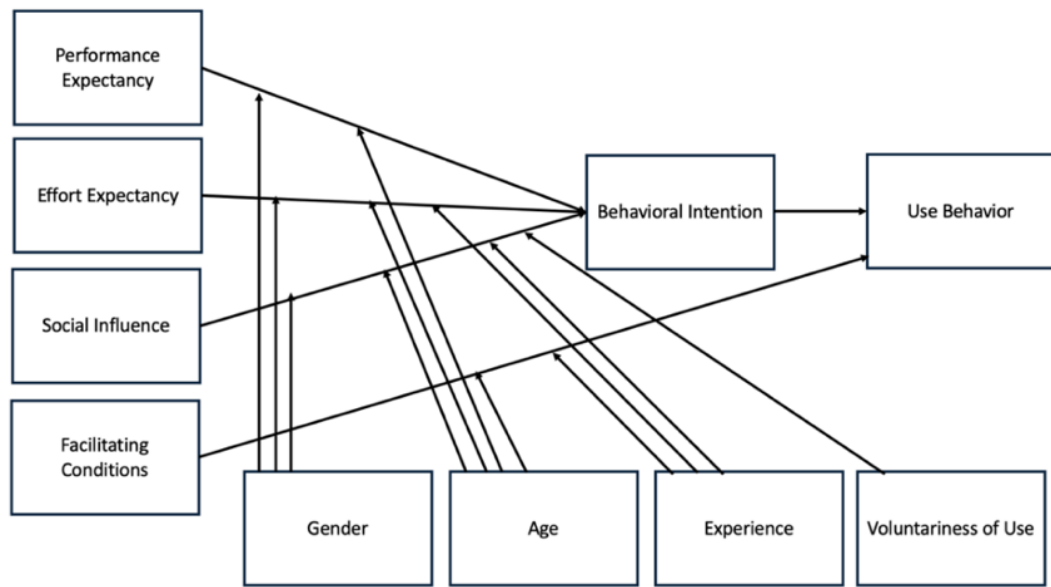 Performance
Expectancy
Effort Expectancy
Behavioral Intention
Use Behavior
Social Influence
Facilitating
Conditions
Gender
Age
Experience
Voluntariness of Use